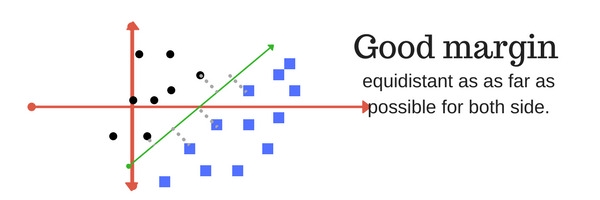 Good margin
equidistant as as far as
possible for both side.